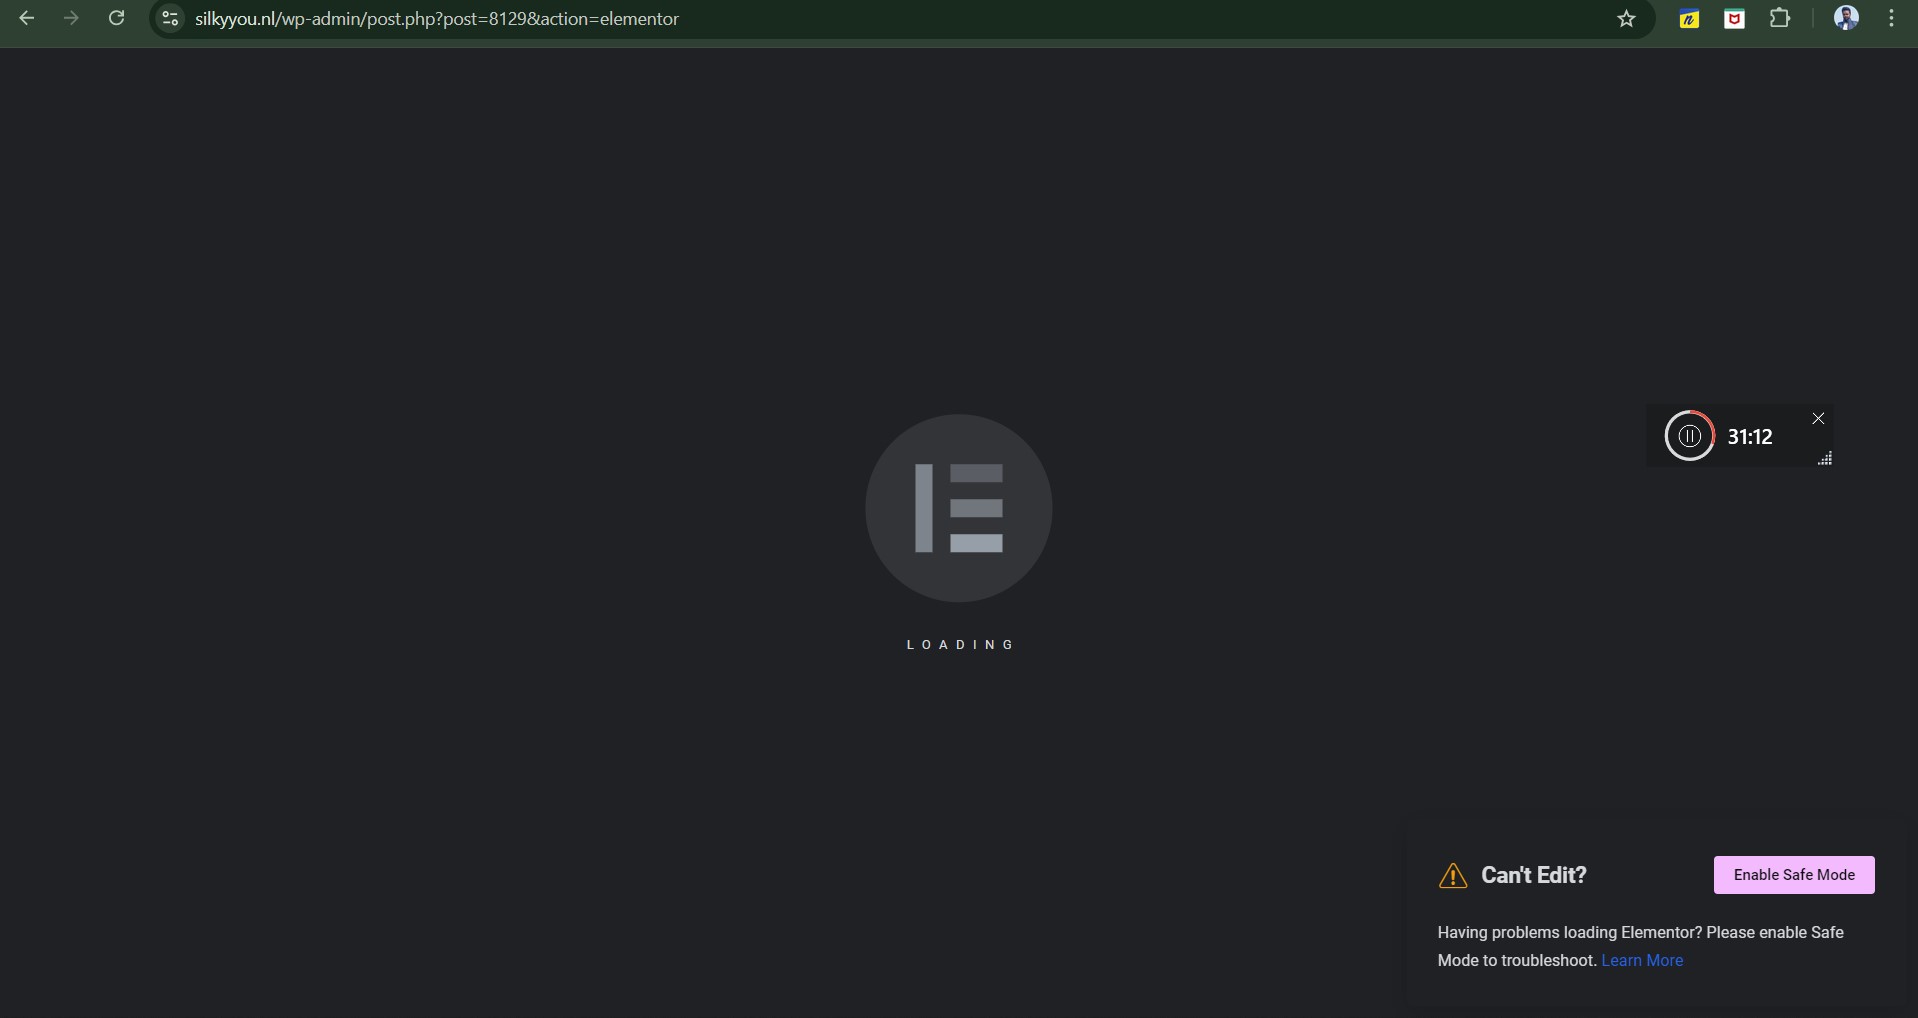 silkyyou.nl/wp-admin/post.php?post=8129&action=elementor
31:12
LOADING
Can't Edit?
Enable Safe Mode
Having problems loading Elementor? Please enable Safe
Mode to troubleshoot. Learn More